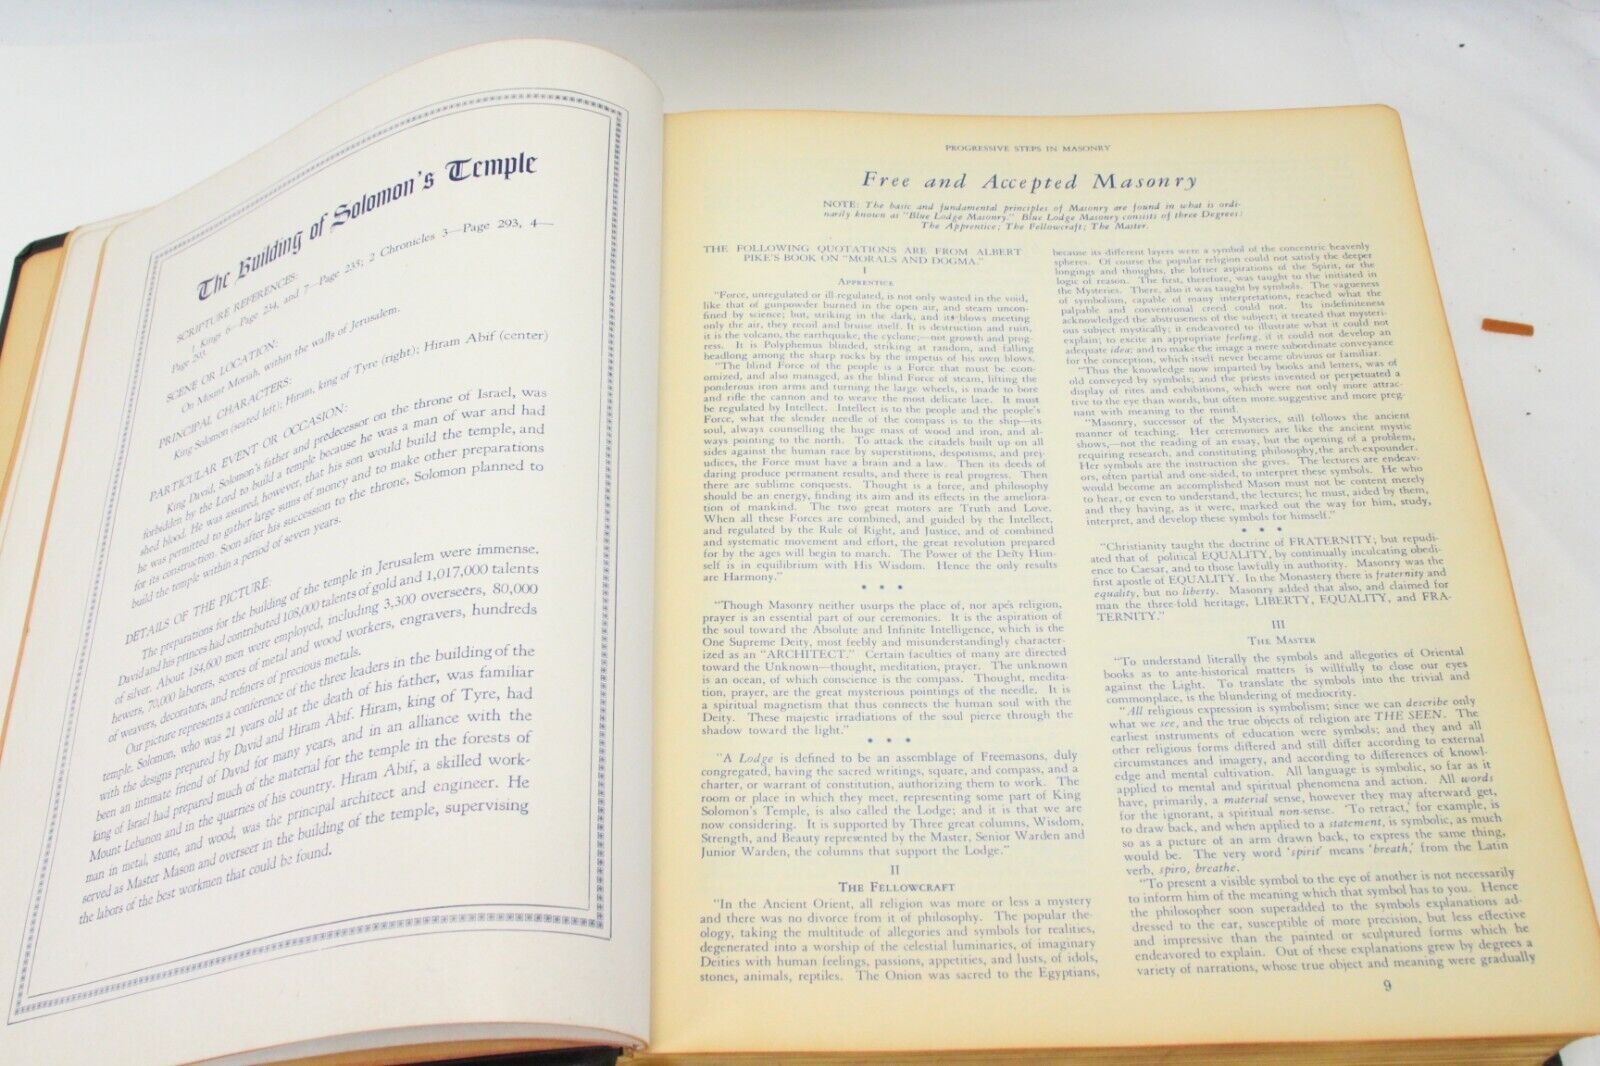 The Building of Solomon's Temple
SCRIPTURE REFERENCES:
1 Kings 6—Page 234, and 7—Page 235; 2 Chronicles 3—Page 293, 4—
Page 293.
SCENE OR LOCATION:
On Mount Moriah, within the walls of Jerusalem.
PRINCIPAL CHARACTERS:
King Solomon (seated left); Hiram, king of Tyre (right); Hiram Abif (center)
PARTICULAR EVENT OR OCCASION:
King David, Solomon's father and predecessor on the throne of Israel, was
forbidden by the Lord to build a temple because he was a man of war and had
shed blood. He was assured, however, that his son would build the temple, and
he was permitted to gather large sums of money and to make other preparations
for its construction. Soon after his succession to the throne, Solomon planned to
build the temple within a period of seven years.
DETAILS OF THE PICTURE:
The preparations for the building of the temple in Jerusalem were immense.
David and his princes had contributed 108,000 talents of gold and 1,017,000 talents
of silver. About 184,600 men were employed, including 3,300 overseers, 80,000
hewers, 70,000 laborers, scores of metal and wood workers, engravers, hundreds
of weavers, decorators, and refiners of precious metals.
Our picture represents a conference of the three leaders in the building of the
temple. Solomon, who was 21 years old at the death of his father, was familiar
with the designs prepared by David and Hiram Abif. Hiram, king of Tyre, had
been an intimate friend of David for many years, and in an alliance with the
king of Israel had prepared much of the material for the temple in the forests of
Mount Lebanon and in the quarries of his country. Hiram Abif, a skilled work-
man in metal, stone, and wood, was the principal architect and engineer. He
served as Master Mason and overseer in the building of the temple, supervising
the labors of the best workmen that could be found.
PROGRESSIVE STEPS IN MASONRY
Free and Accepted Masonry
NOTE: The basic and fundamental principles of Masonry are found in what is ordi-
narily known as "Blue Lodge Masonry." Blue Lodge Masonry consists of three Degrees:
The Apprentice; The Fellowcraft; The Master.
THE FOLLOWING QUOTATIONS ARE FROM ALBERT
PIKE'S BOOK ON "MORALS AND DOGMA."
I
APPRENTICE
"Force, unregulated or ill-regulated, is not only wasted in the void,
like that of gunpowder burned in the open air, and steam uncon-
fined by science; but, striking in the dark, and its blows meeting
only the air, they recoil and bruise itself. It is destruction and ruin,
it is the volcano, the earthquake, the cyclone;—not growth and prog-
ress. It is Polyphemus blinded, striking at random, and falling
headlong among the sharp rocks by the impetus of his own blows.
"The blind Force of the people is a Force that must be econ-
omized, and also managed, as the blind Force of steam, lifting the
ponderous iron arms and turning the large wheels, is made to bore
and rifle the cannon and to weave the most delicate lace. It must
be regulated by Intellect. Intellect is to the people and the people's
Force, what the slender needle of the compass is to the ship—its
soul, always counselling the huge mass of wood and iron, and al-
ways pointing to the north. To attack the citadels built up on all
sides against the human race by superstitions, despotisms, and prej-
udices, the Force must have a brain and a law. Then its deeds of
daring produce permanent results, and there is real progress. Then
there are sublime conquests. Thought is a force, and philosophy
should be an energy, finding its aim and its effects in the ameliora-
tion of mankind. The two great motors are Truth and Love.
When all these Forces are combined, and guided by the Intellect,
and regulated by the Rule of Right, and Justice, and of combined
and systematic movement and effort, the great revolution prepared
for by the ages will begin to march. The Power of the Deity Him-
self is in equilibrium with His Wisdom. Hence the only results
are Harmony."
* * *
"Though Masonry neither usurps the place of, nor apes religion,
prayer is an essential part of our ceremonies. It is the aspiration of
the soul toward the Absolute and Infinite Intelligence, which is the
One Supreme Deity, most feebly and misunderstandingly character-
ized as an "ARCHITECT." Certain faculties of many are directed
toward the Unknown—thought, meditation, prayer. The unknown
is an ocean, of which conscience is the compass. Thought, medita-
tion, prayer, are the great mysterious pointings of the needle. It is
a spiritual magnetism that thus connects the human soul with the
Deity. These majestic irradiations of the soul pierce through the
shadow toward the light."
* * *
"A Lodge is defined to be an assemblage of Freemasons, duly
congregated, having the sacred writings, square, and compass, and a
charter, or warrant of constitution, authorizing them to work. The
room or place in which they meet, representing some part of King
Solomon's Temple, is also called the Lodge; and it is that we are
now considering. It is supported by Three great columns, Wisdom,
Strength, and Beauty represented by the Master, Senior Warden and
Junior Warden, the columns that support the Lodge."
II
THE FELLOWCRAFT
"In the Ancient Orient, all religion was more or less a mystery
and there was no divorce from it of philosophy. The popular the-
ology, taking the multitude of allegories and symbols for realities,
degenerated into a worship of the celestial luminaries, of imaginary
Deities with human feelings, passions, appetities, and lusts, of idols,
stones, animals, reptiles. The Onion was sacred to the Egyptians,
because its different layers were a symbol of the concentric heavenly
spheres. Of course the popular religion could not satisfy the deeper
longings and thoughts, the loftier aspirations of the Spirit, or the
logic of reason. The first, therefore, was taught to the initiated in
the Mysteries. There, also it was taught by symbols. The vagueness
of symbolism, capable of many interpretations, reached what the
palpable and conventional creed could not. Its indefiniteness
acknowledged the abstruseness of the subject; it treated that mysteri-
ous subject mystically; it endeavored to illustrate what it could not
explain; to excite an appropriate feeling, if it could not develop an
adequate idea; and to make the image a mere subordinate conveyance
for the conception, which itself never became obvious or familiar.
"Thus the knowledge now imparted by books and letters, was of
old conveyed by symbols; and the priests invented or perpetuated a
display of rites and exhibitions, which were not only more attrac-
tive to the eye than words, but often more suggestive and more preg-
nant with meaning to the mind.
"Masonry, successor of the Mysteries, still follows the ancient
manner of teaching. Her ceremonies are like the ancient mystic
shows,—not the reading of an essay, but the opening of a problem,
requiring research, and constituting philosophy the arch-expounder.
Her symbols are the instruction she gives. The lectures are endeav-
ors, often partial and one-sided, to interpret these symbols. He who
would become an accomplished Mason must not be content merely
to hear, or even to understand, the lectures; he must, aided by them,
and they having, as it were, marked out the way for him, study,
interpret, and develop these symbols for himself."
* * *
"Christianity taught the doctrine of FRATERNITY; but repudi-
ated that of political EQUALITY, by continually inculcating obedi-
ence to Caesar, and to those lawfully in authority. Masonry was the
first apostle of EQUALITY. In the Monastery there is fraternity and
equality, but no liberty. Masonry added that also, and claimed for
man the three-fold heritage, LIBERTY, EQUALITY, and FRA-
TERNITY."
III
THE MASTER
"To understand literally the symbols and allegories of Oriental
books as to ante-historical matters is willfully to close our eyes
against the Light. To translate the symbols into the trivial and
commonplace, is the blundering of mediocrity.
"All religious expression is symbolism; since we can describe only
what we see, and the true objects of religion are THE SEEN. The
earliest instruments of education were symbols; and they and all
other religious forms differed and still differ according to external
circumstances and imagery, and according to differences of knowl-
edge and mental cultivation. All language is symbolic, so far as it
applied to mental and spiritual phenomena and action. All words
have, primarily, a material sense, however they may afterward get,
for the ignorant, a spiritual non-sense. 'To retract,' for example, is
to draw back, and when applied to a statement, is symbolic, as much
so as a picture of an arm drawn back, to express the same thing,
would be. The very word 'spirit' means 'breath,' from the Latin
verb, spiro, breathe.
"To present a visible symbol to the eye of another is not necessarily
to inform him of the meaning which that symbol has to you. Hence
the philosopher soon superadded to the symbols explanations ad-
dressed to the ear, susceptible of more precision, but less effective
and impressive than the painted or sculptured forms which he
endeavored to explain. Out of these explanations grew by degrees a
variety of narrations, whose true object and meaning were gradually
9